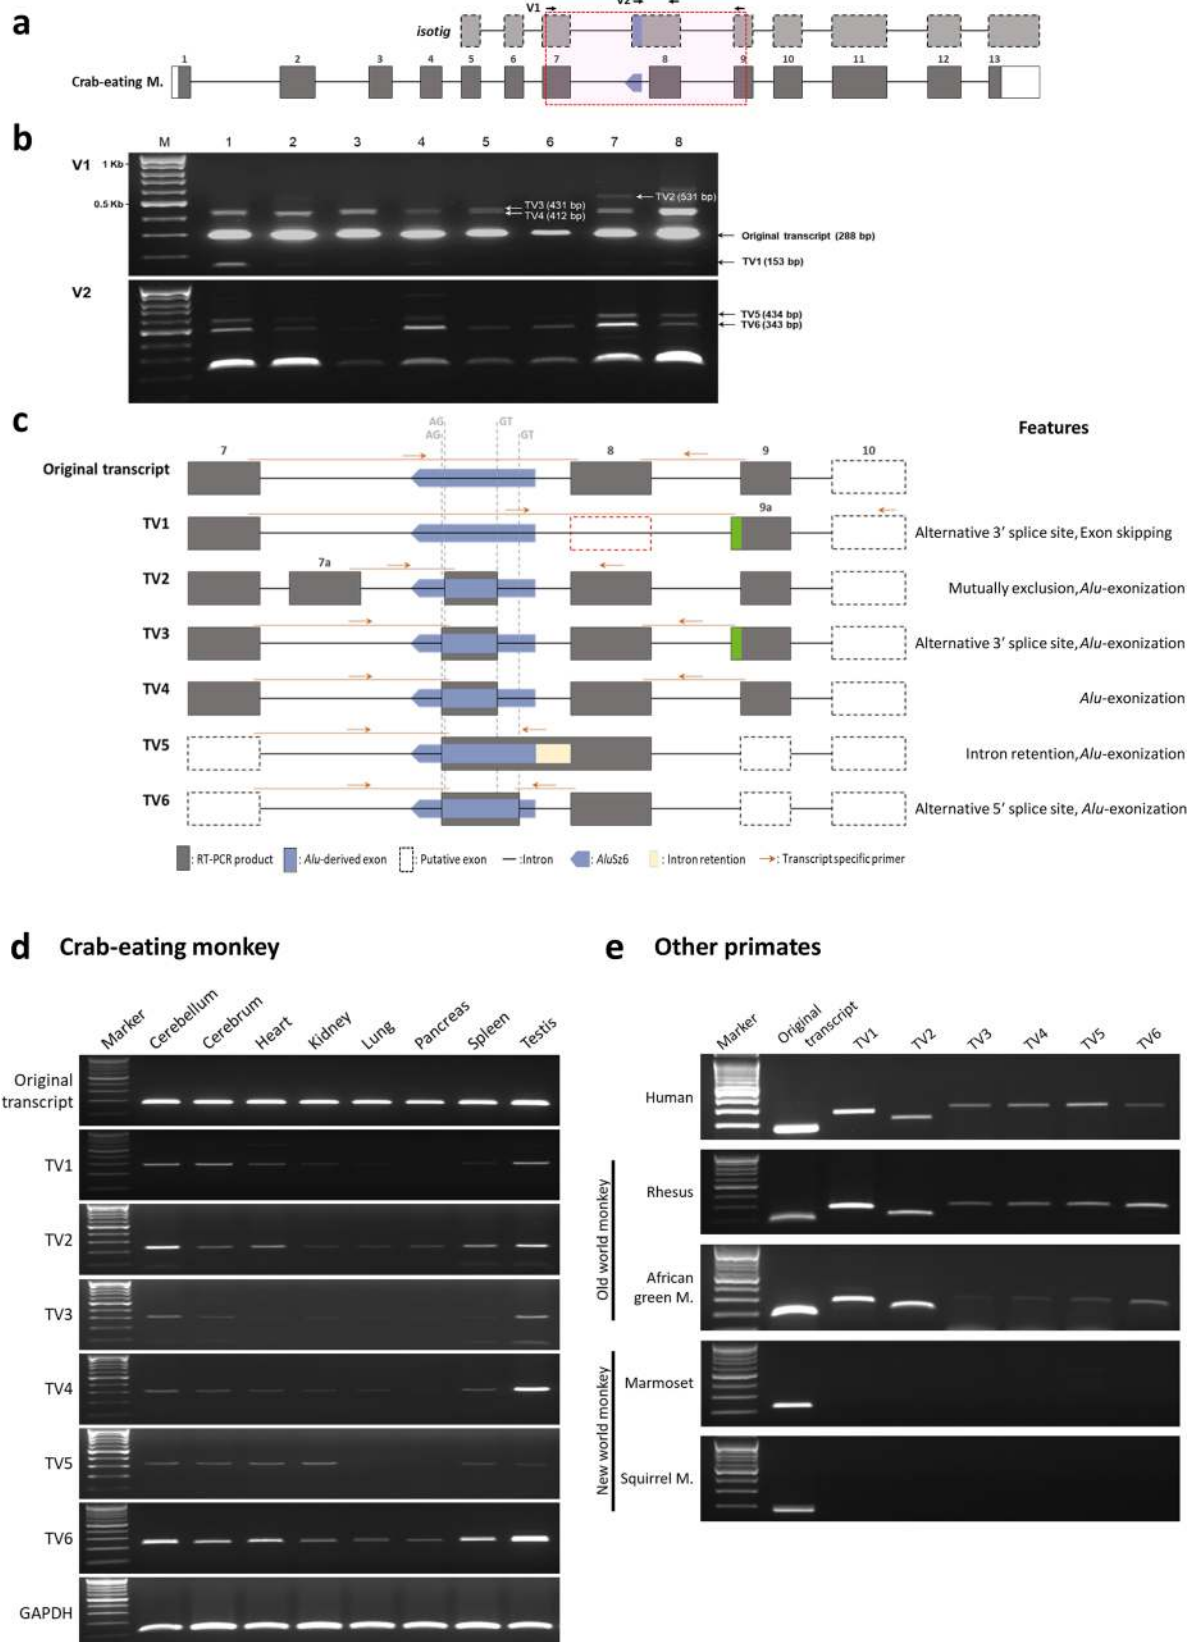 a
V1
V2
isotig
1 2 3 4 5 6 7 8 9 10 11 12 13
Crab-eating M.
b
M 1 2 3 4 5 6 7 8
V1
1 Kb
0.5 Kb
TV2 (531 bp)
TV3 (431 bp)
TV4 (412 bp)
Original transcript (288 bp)
TV1 (153 bp)
V2
TV5 (434 bp)
TV6 (343 bp)
c
Features
AG GT
AG GT
7 8 9 10
Original transcript
9a
TV1 Alternative 3' splice site, Exon skipping
7a
TV2 Mutually exclusion, Alu-exonization
TV3 Alternative 3' splice site, Alu-exonization
TV4 Alu-exonization
TV5 Intron retention, Alu-exonization
TV6 Alternative 5' splice site, Alu-exonization
: RT-PCR product : Alu-derived exon : Putative exon :Intron : AluSz6 : Intron retention : Transcript specific primer
d Crab-eating monkey
Marker Cerebellum Cerebrum Heart Kidney Lung Pancreas Spleen Testis
Original
transcript
TV1
TV2
TV3
TV4
TV5
TV6
GAPDH
e Other primates
Marker Original transcript TV1 TV2 TV3 TV4 TV5 TV6
Human
Old world monkey
Rhesus
African
green M.
New world monkey
Marmoset
Squirrel M.